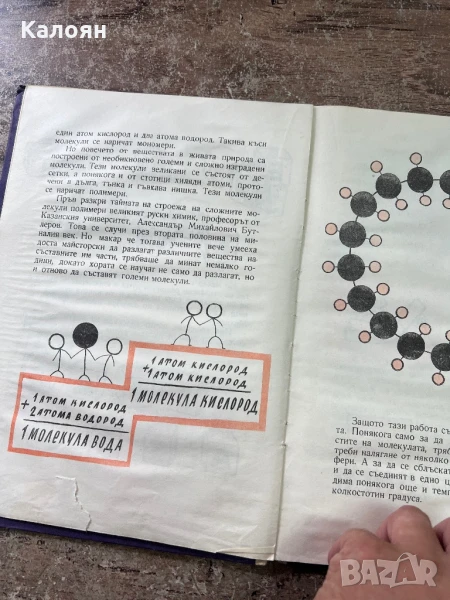 Калоян
един атом кислород и два атома водород. Такива къси
молекули се наричат мономери.
Но повечето от веществата в живата природа са
построени от необикновено големи и сложно наградени
молекули. Тези молекули великани се състоят от де-
сетки, а понякога и от стотици хиляди атоми, прото-
чени в дълга, тънка и гъвкава нишка. Тези молекули
се наричат полимери.
Пръв разкри тайната на строежа на сложните мо-
лекули полимери великият руски химик, професорът от
Казанския университет, Александър Михайлович Бут-
леров. Това се случи през втората половина на ми-
налия век. Но макар че тогава учените вече умееха
доста майсторски да разлагат различните вещества на
съставните им части, трябваше да минат немалко го-
дини, докато хората се научат не само да разлагат, но
и отново да съставят големи молекули.
1 АТОМ КИСЛОРОД
+ 1 АТОМ КИСЛОРОД
1 МОЛЕКУЛА КИСЛОРОД
1 АТОМ КИСЛОРОД
+ 2 АТОМА ВОДОРОД
1 МОЛЕКУЛА ВОДА
Защото тази работа съ
та. Понякога само за да
стите на молекулата, тряб
треби налягане от няколко
фери. А за да се сблъска
и да се съединят в едно ц
дима понякога още и темп
колкостотин градуса.
BAZAR